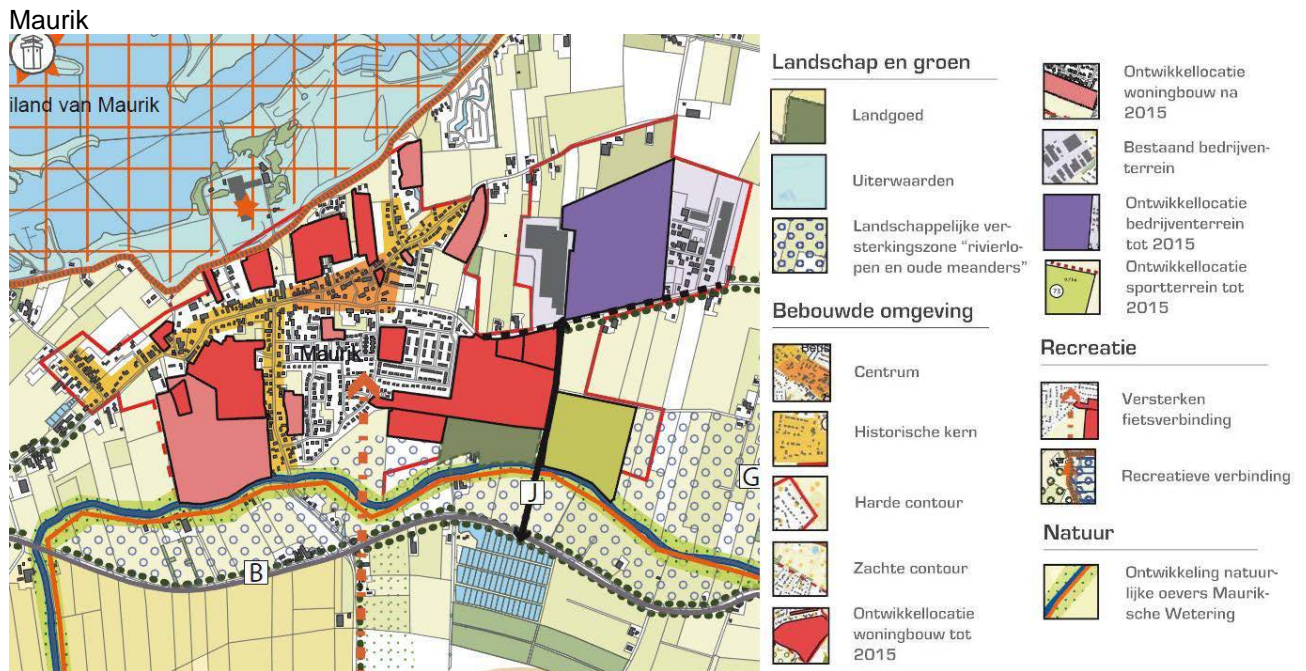 Maurik
iland van Maurik
Maurik
J
G
B
Landschap en groen
Landgoed
Uiterwaarden
Landschappelijke ver-
sterkingszone "rivierlo-
pen en oude meanders"
Bebouwde omgeving
Centrum
Historische kern
Harde contour
Zachte contour
Ontwikkellocatie
woningbouw tot
2015
Ontwikkellocatie
woningbouw na
2015
Bestaand bedrijven-
terrein
Ontwikkellocatie
bedrijventerrein
tot 2015
Ontwikkellocatie
sportterrein tot
2015
Recreatie
Versterken
fietsverbinding
Recreatieve verbinding
Natuur
Ontwikkeling natuur-
lijke oevers Maurik-
sche Wetering